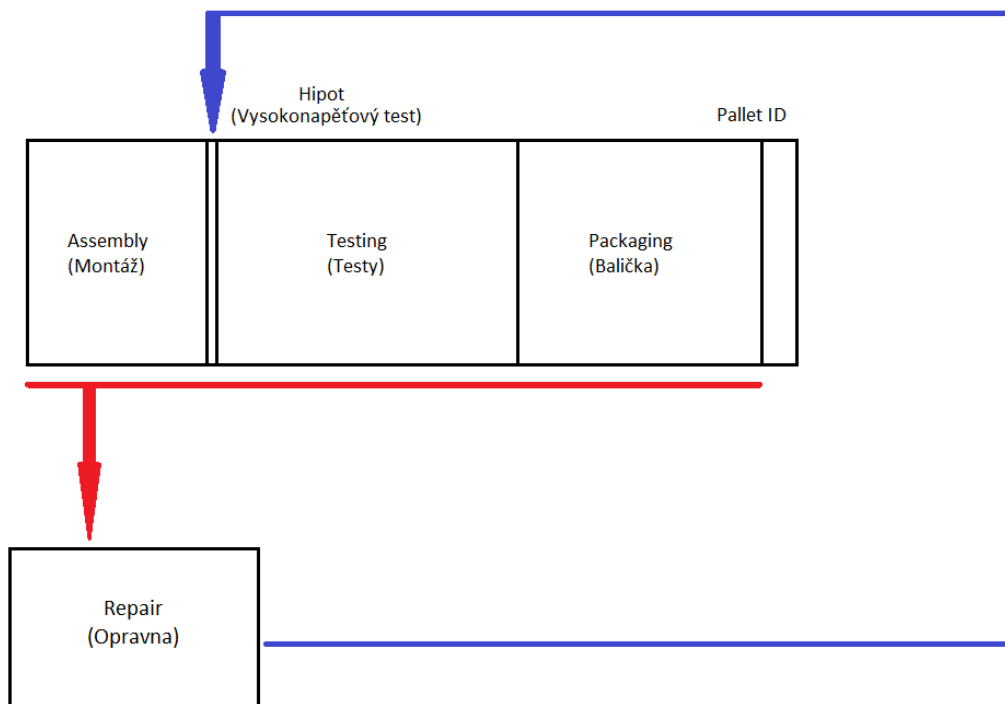 Hipot
(Vysokonapěťový test)
Pallet ID
Assembly
(Montáž)
Testing
(Testy)
Packaging
(Balička)
Repair
(Opravna)